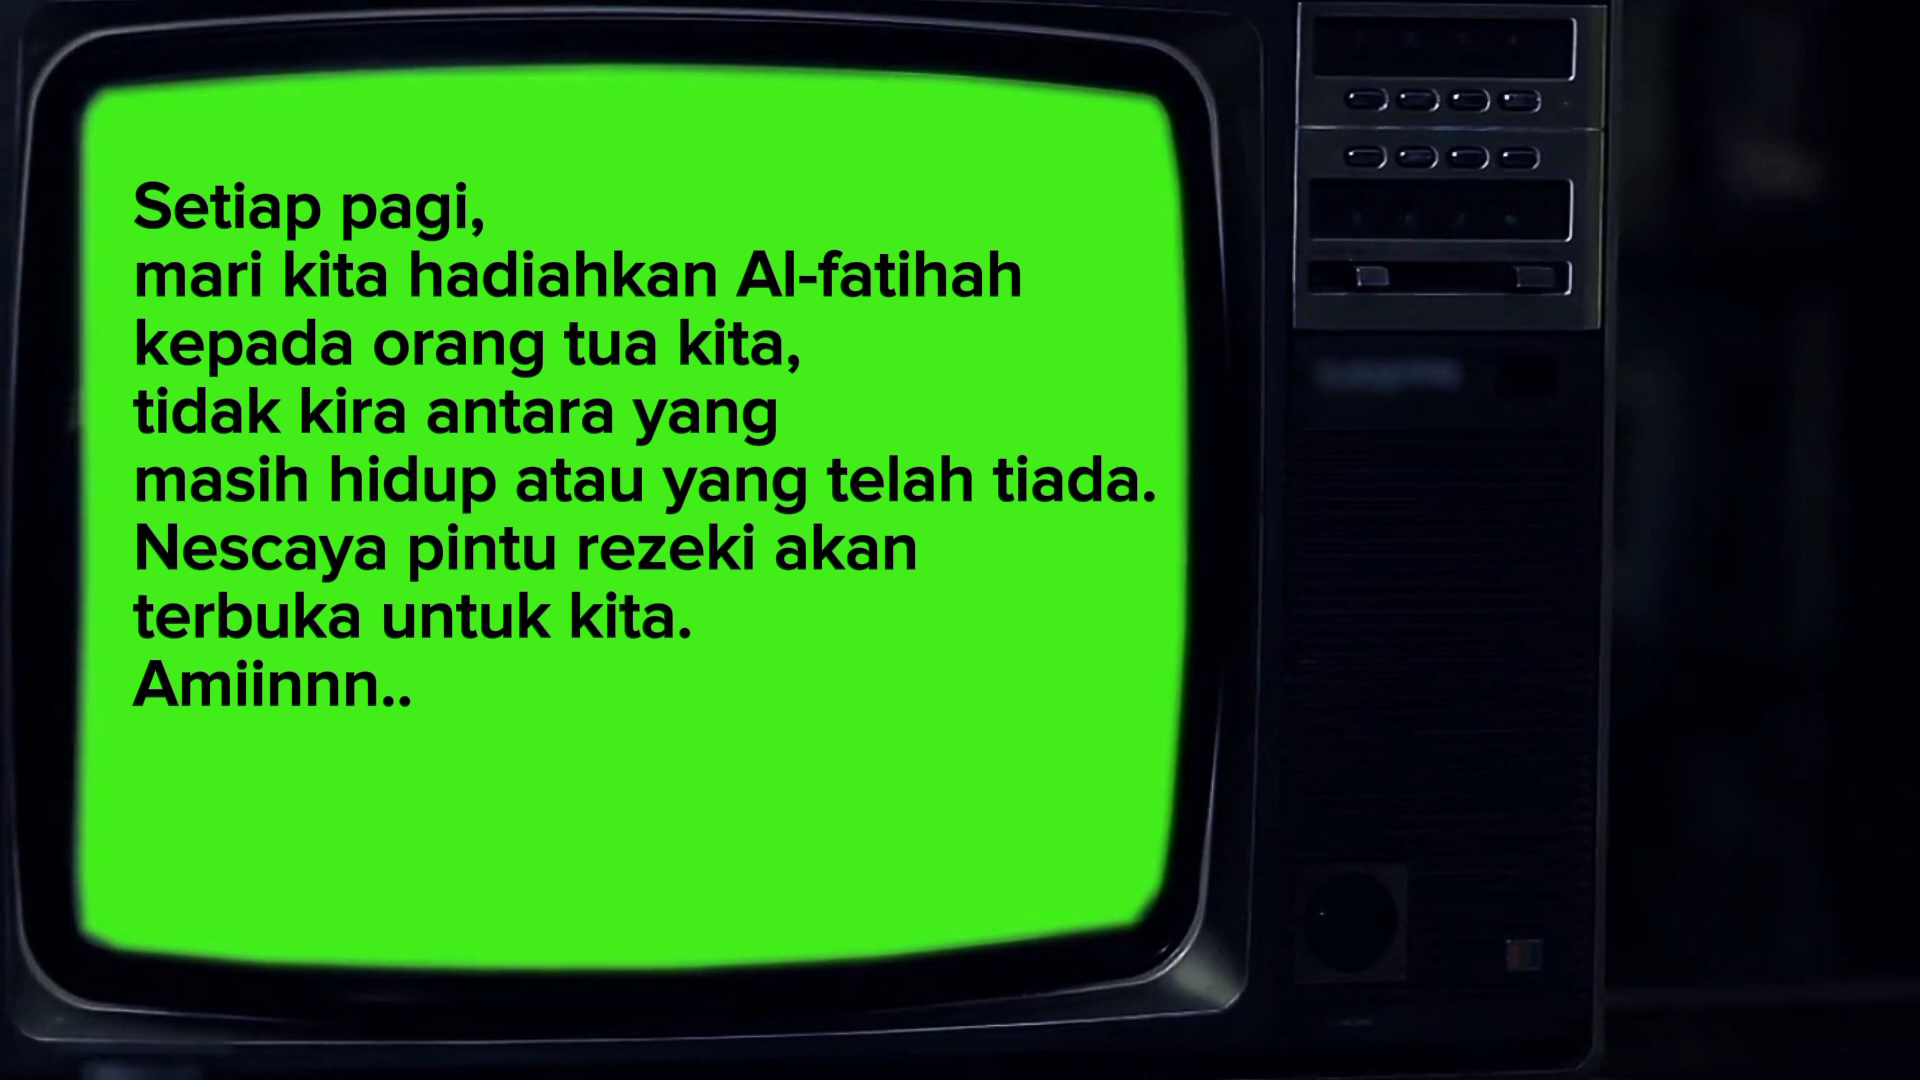 Setiap pagi,
mari kita hadiahkan Al-fatihah
kepada orang tua kita,
tidak kira antara yang
masih hidup atau yang telah tiada.
Nescaya pintu rezeki akan
terbuka untuk kita.
Amiinnn..